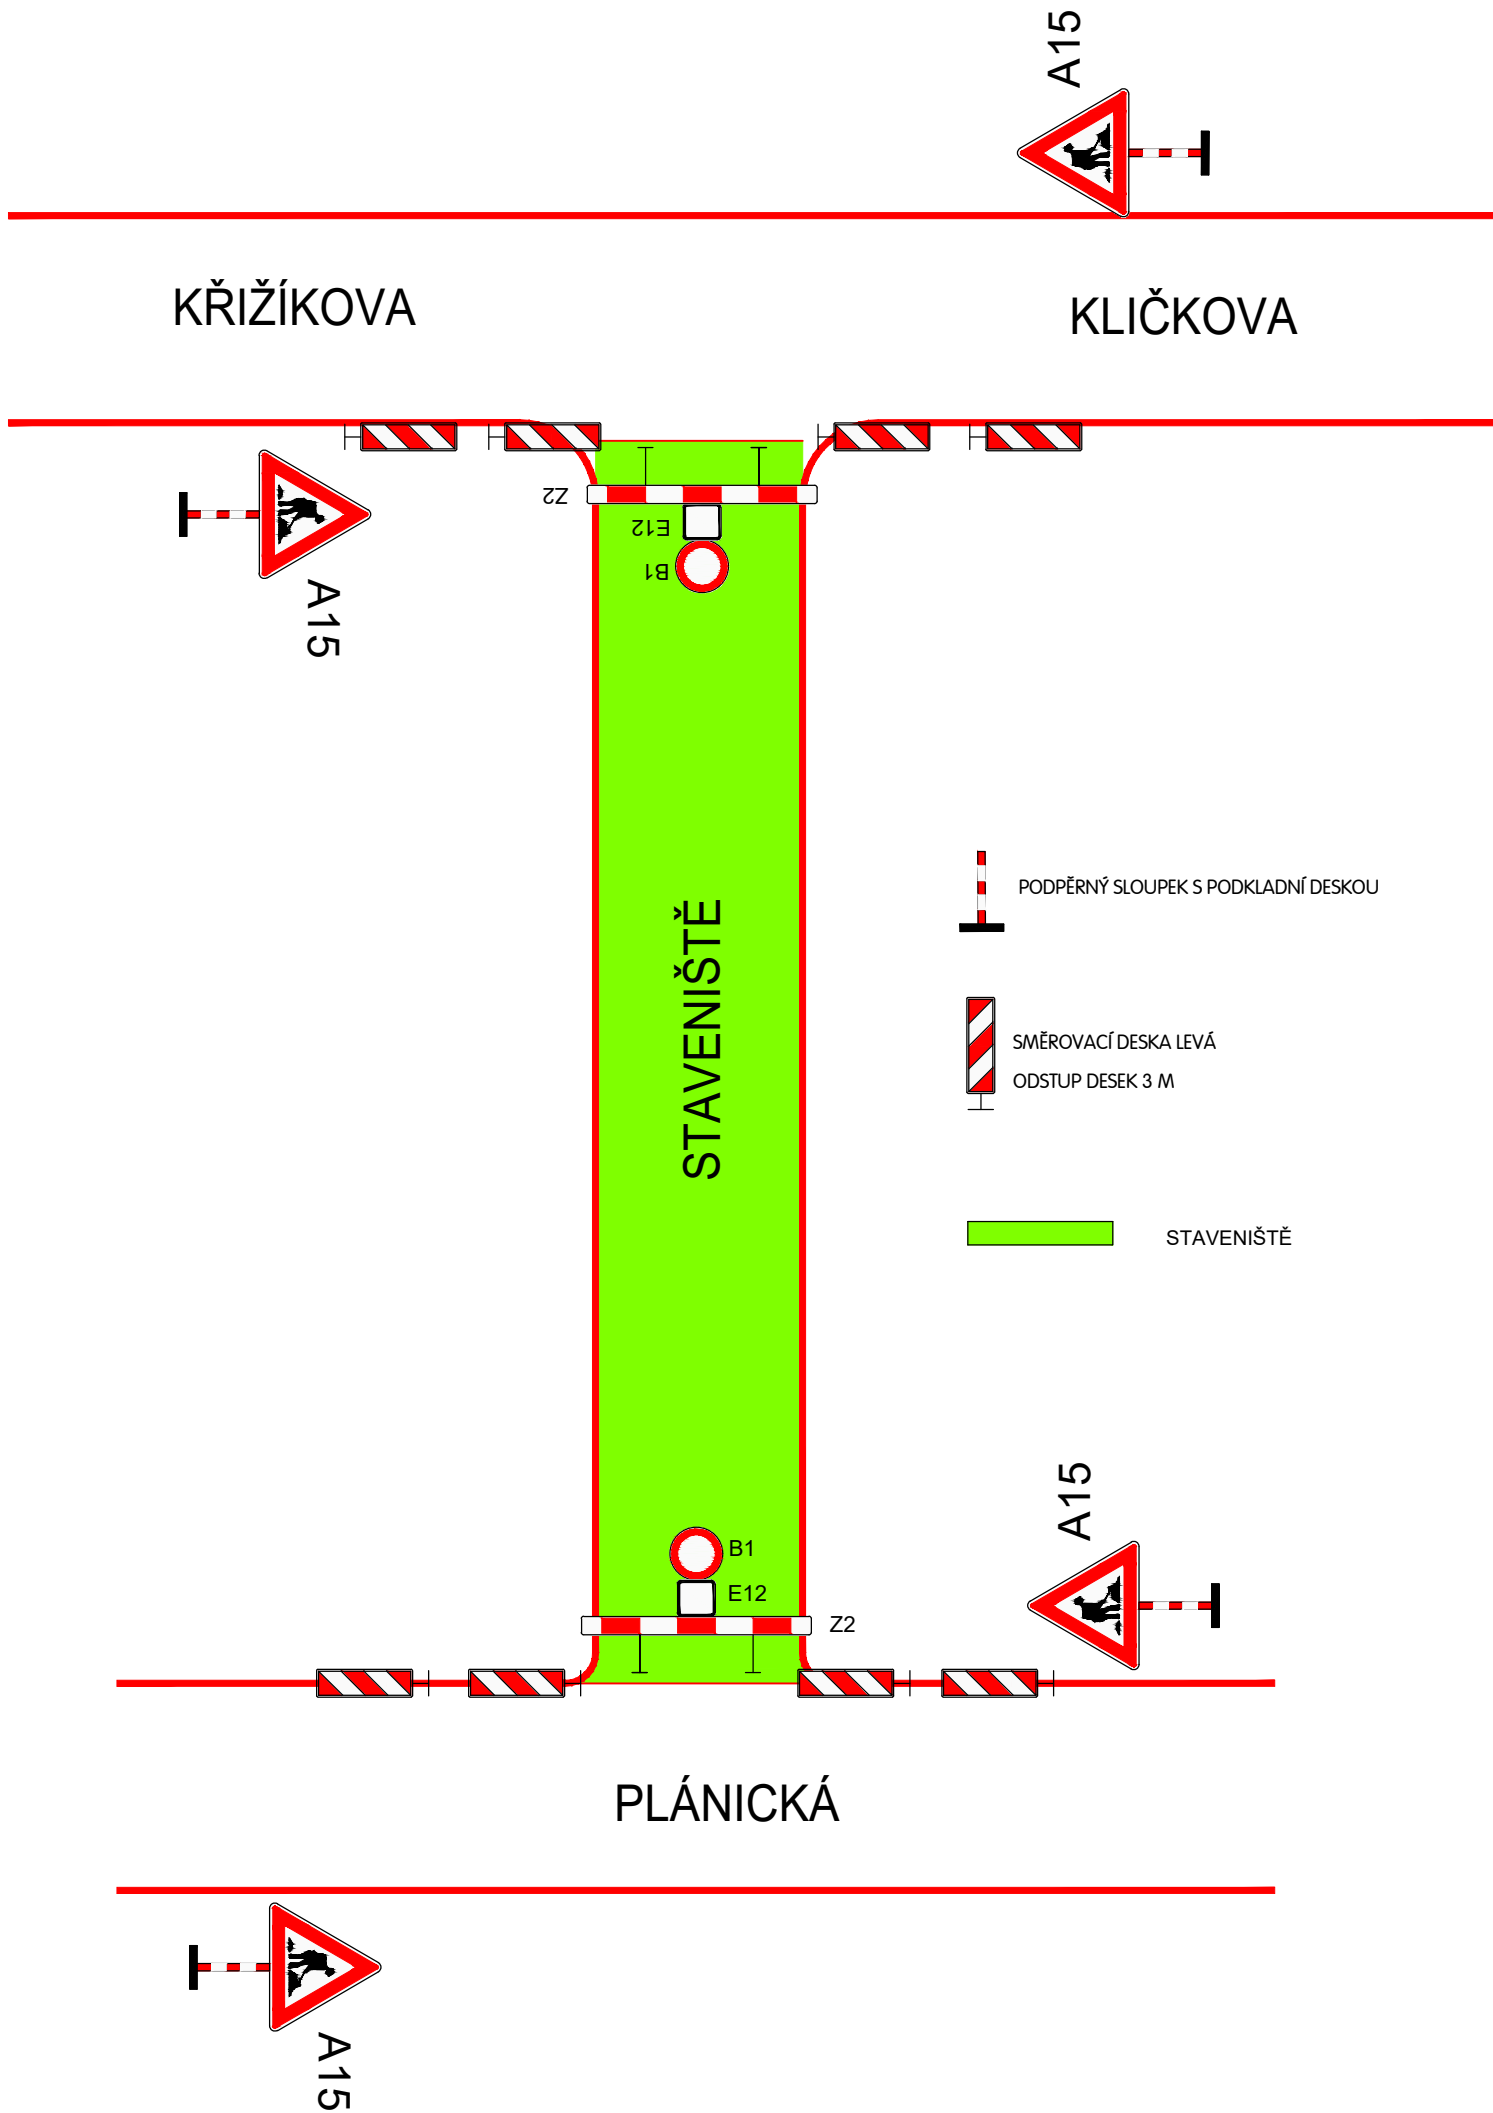 A15
KŘIŽÍKOVA
KLIČKOVA
Z2
E12
B1
A15
PODPĚRNÝ SLOUPEK S PODKLADNÍ DESKOU
STAVENIŠTĚ
SMĚROVACÍ DESKA LEVÁ
ODSTUP DESEK 3 M
STAVENIŠTĚ
A15
B1
E12
Z2
PLÁNICKÁ
A15